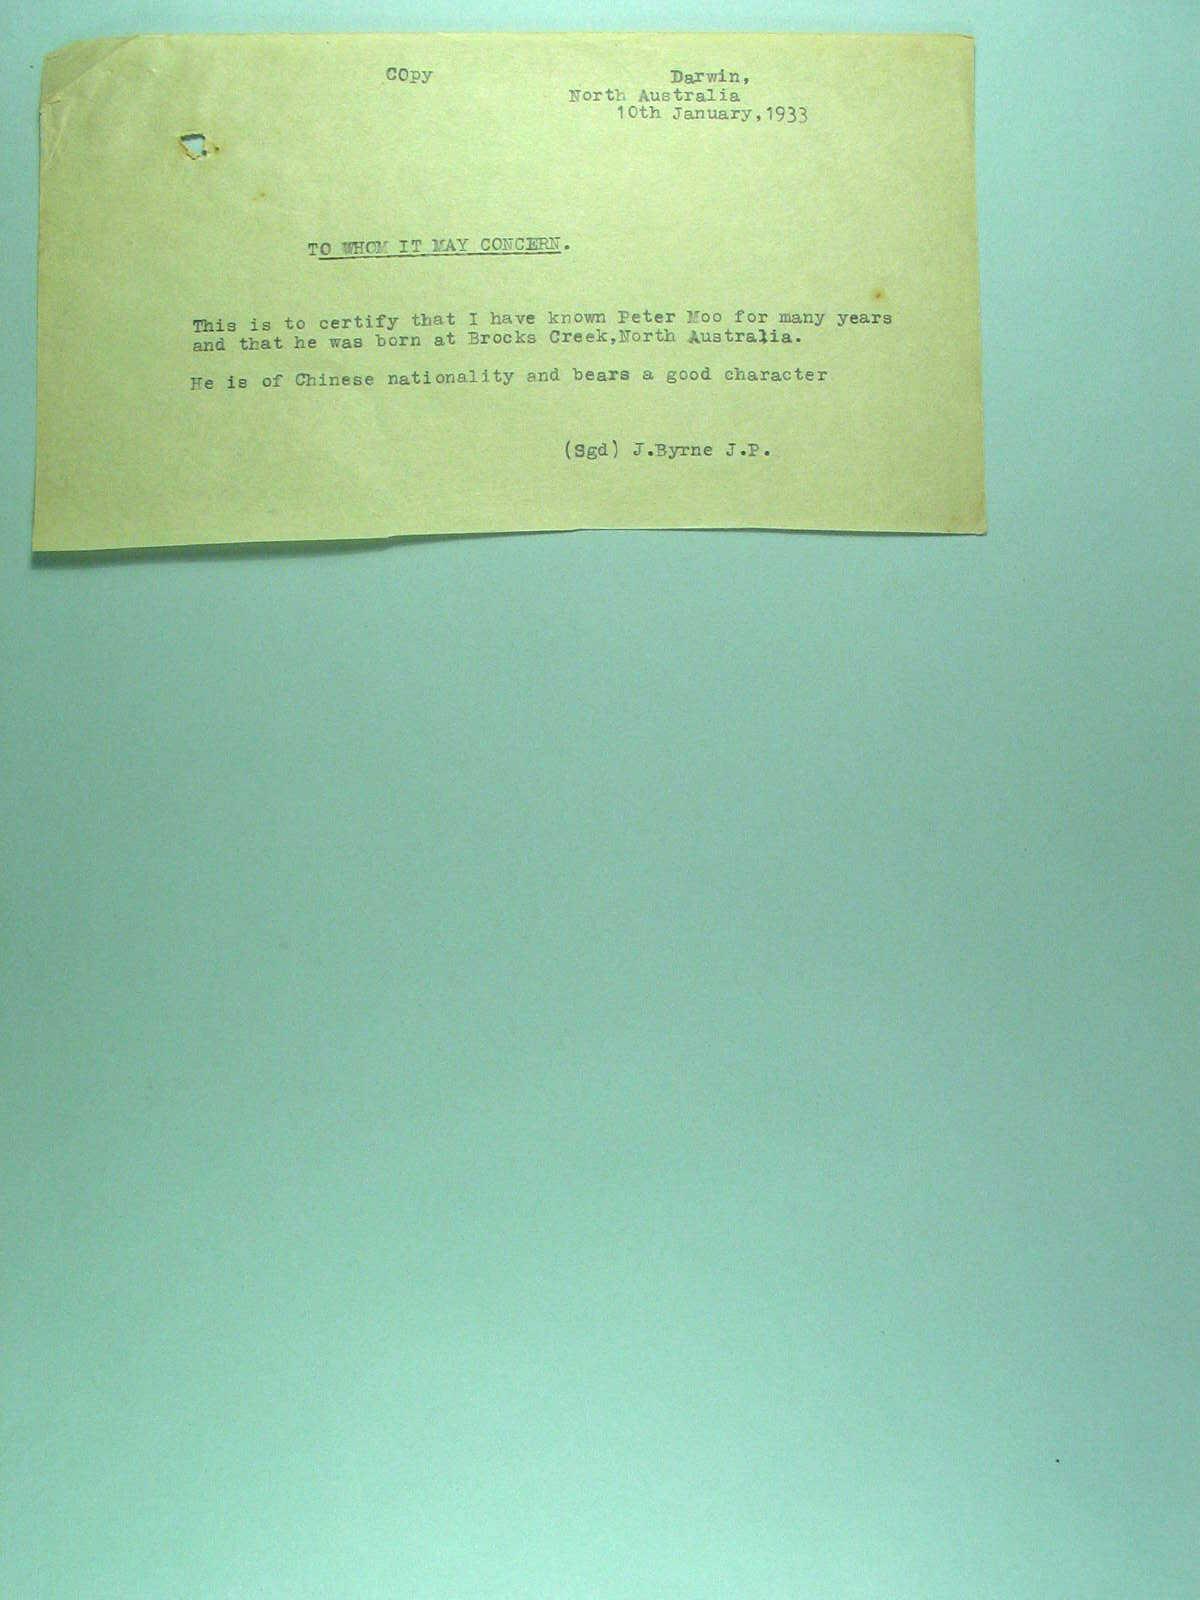 COpy
Darwin,
North Australia
10th January,1933
TO WHOM IT MAY CONCERN.
This is to certify that I have known Peter Moo for many years
and that he was born at Brocks Creek,North Australia.
He is of Chinese nationality and bears a good character
(Sgd) J.Byrne J.P.